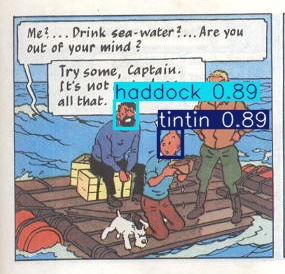 Me?... Drink sea-water?... Are you
out of your mind?
Try some, Captain.
It's not
all that.
haddock 0.89
tintin 0.89